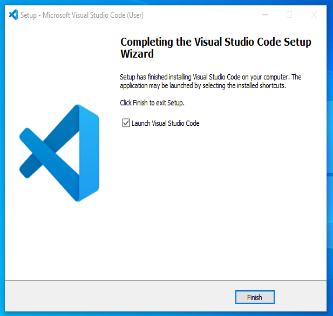 Setup - Microsoft Visual Studio Code (User)
Completing the Visual Studio Code Setup
Wizard
Setup has finished installing Visual Studio Code on your computer. The
application may be launched by selecting the installed shortcuts.
Click Finish to exit Setup.
Launch Visual Studio Code
Finish